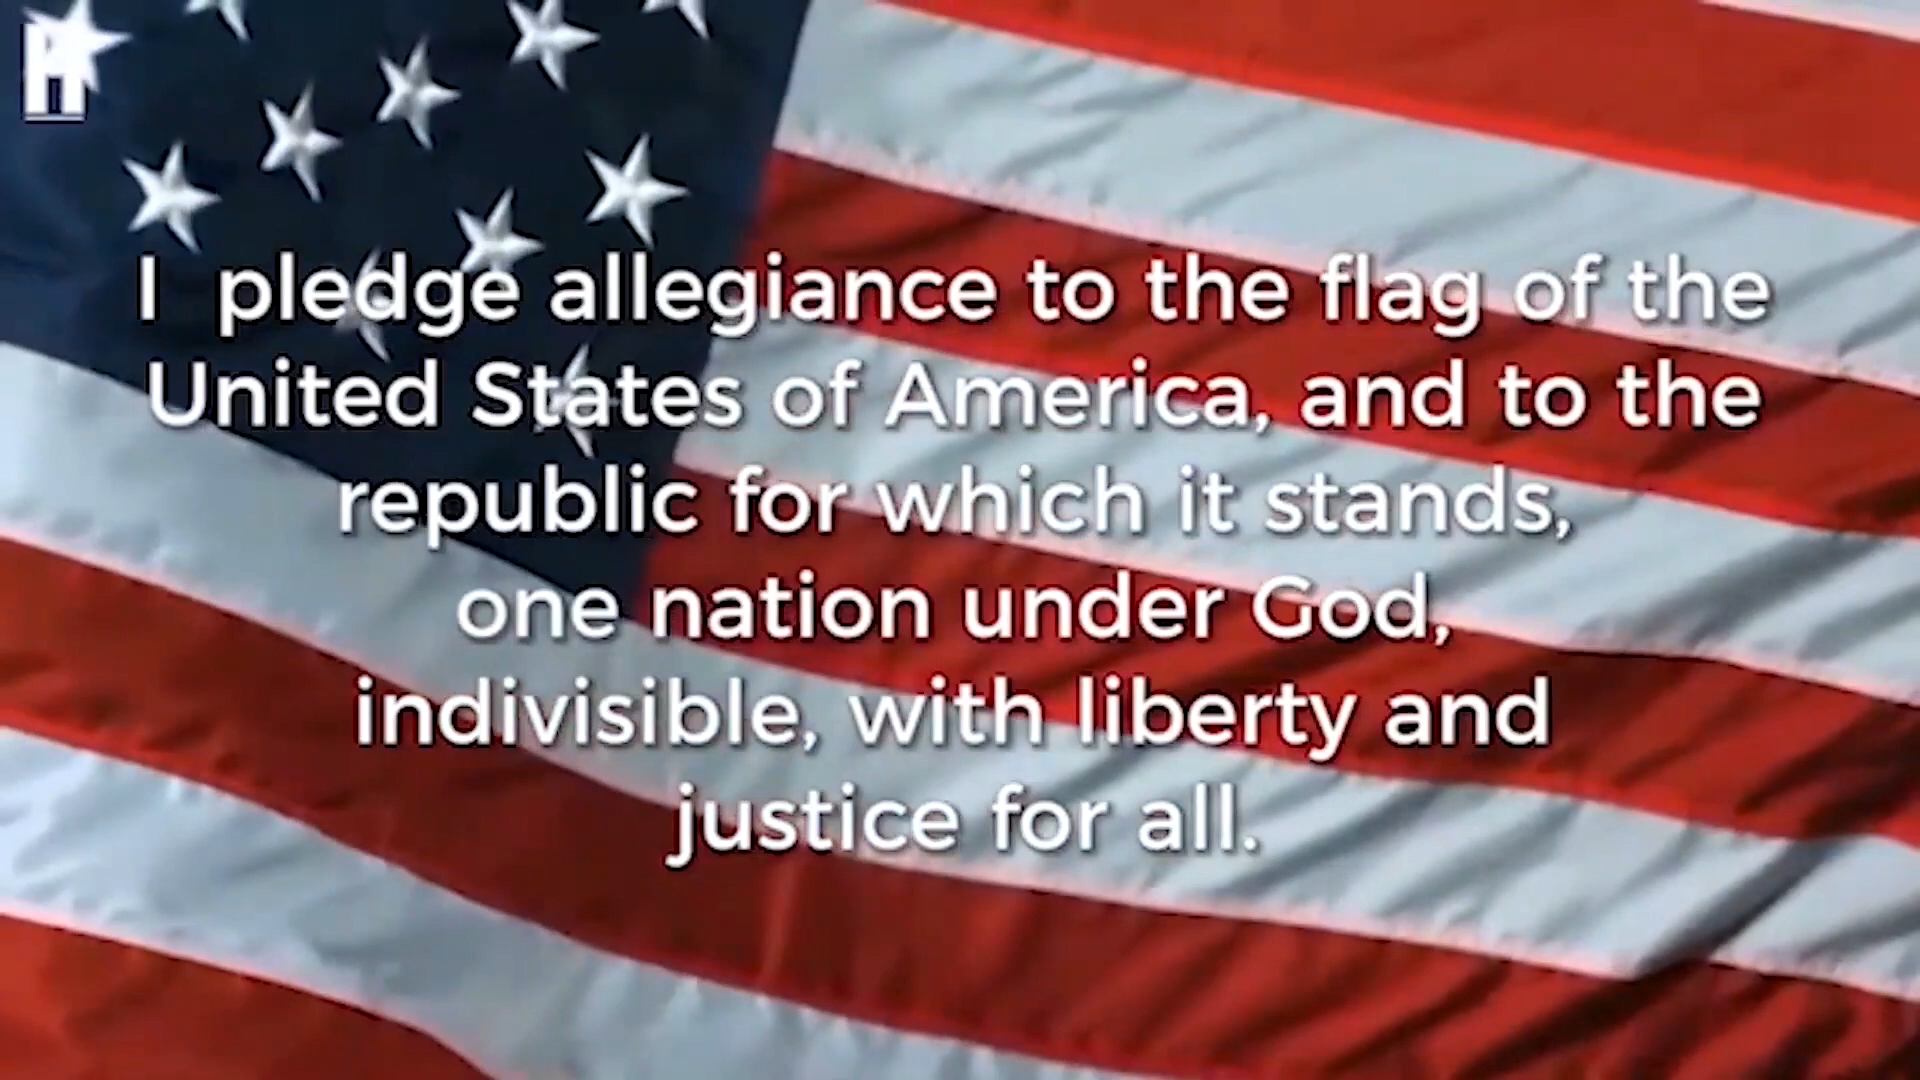 I pledge allegiance to the flag of the
United States of America, and to the
republic for which it stands,
one nation under God,
indivisible, with liberty and
justice for all.